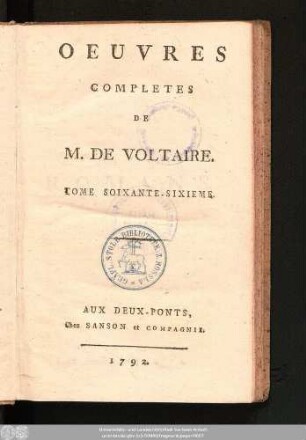 OEUVRES
COMPLETES
DE
M. DE VOLTAIRE.
TOME SOIXANTE-SIXIEME.
AUX DEUX-PONTS,
Chez SANSON et COMPAGNIE.
1792.